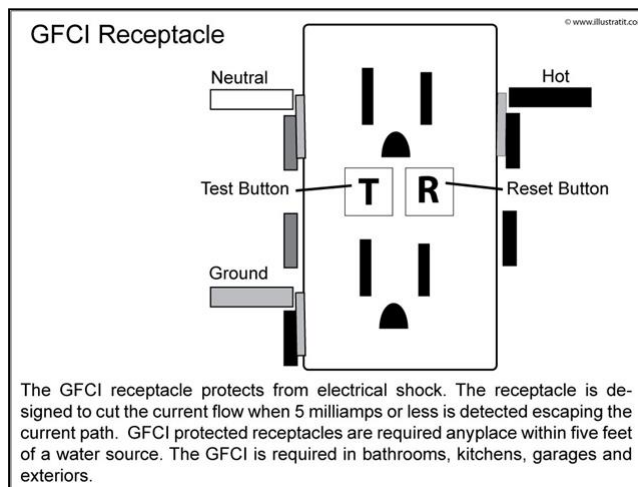 © www.illustratit.co
GFCI Receptacle
Neutral
Hot
Test Button
T
R
Reset Button
Ground
The GFCI receptacle protects from electrical shock. The receptacle is de-
signed to cut the current flow when 5 milliamps or less is detected escaping the
current path. GFCI protected receptacles are required anyplace within five feet
of a water source. The GFCI is required in bathrooms, kitchens, garages and
exteriors.